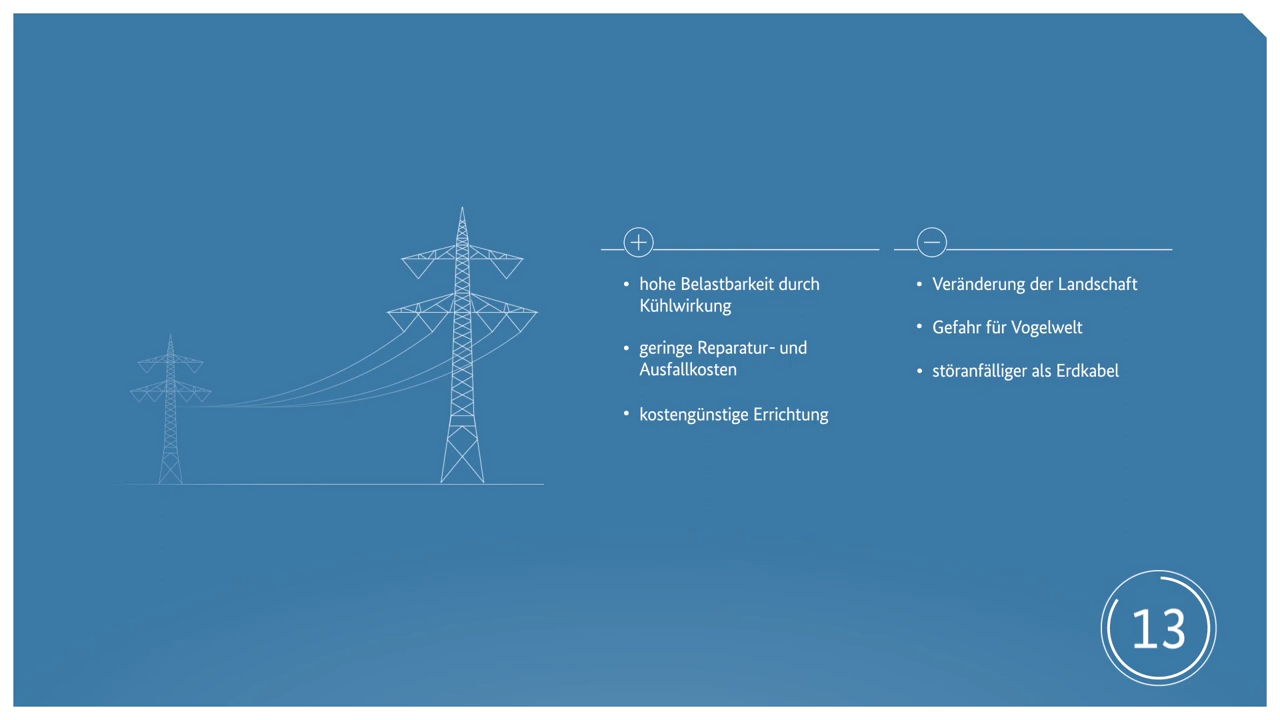 • hohe Belastbarkeit durch
Kühlwirkung
• geringe Reparatur- und
Ausfallkosten
• kostengünstige Errichtung
• Veränderung der Landschaft
• Gefahr für Vogelwelt
• störanfälliger als Erdkabel
13